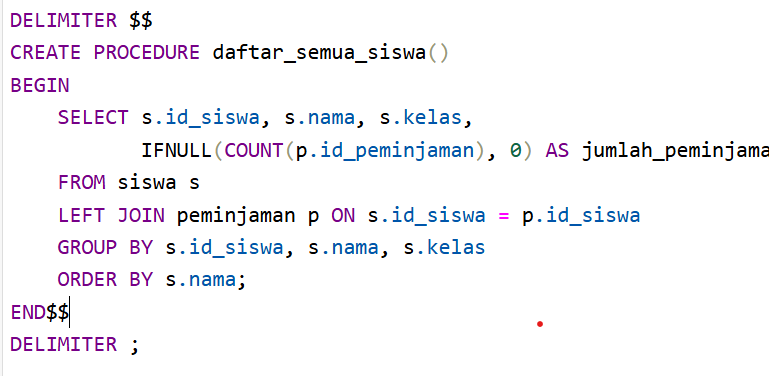 DELIMITER $$
CREATE PROCEDURE daftar_semua_siswa()
BEGIN
    SELECT s.id_siswa, s.nama, s.kelas,
           IFNULL(COUNT(p.id_peminjaman), 0) AS jumlah_peminjama
    FROM siswa s
    LEFT JOIN peminjaman p ON s.id_siswa = p.id_siswa
    GROUP BY s.id_siswa, s.nama, s.kelas
    ORDER BY s.nama;
END$$
DELIMITER ;